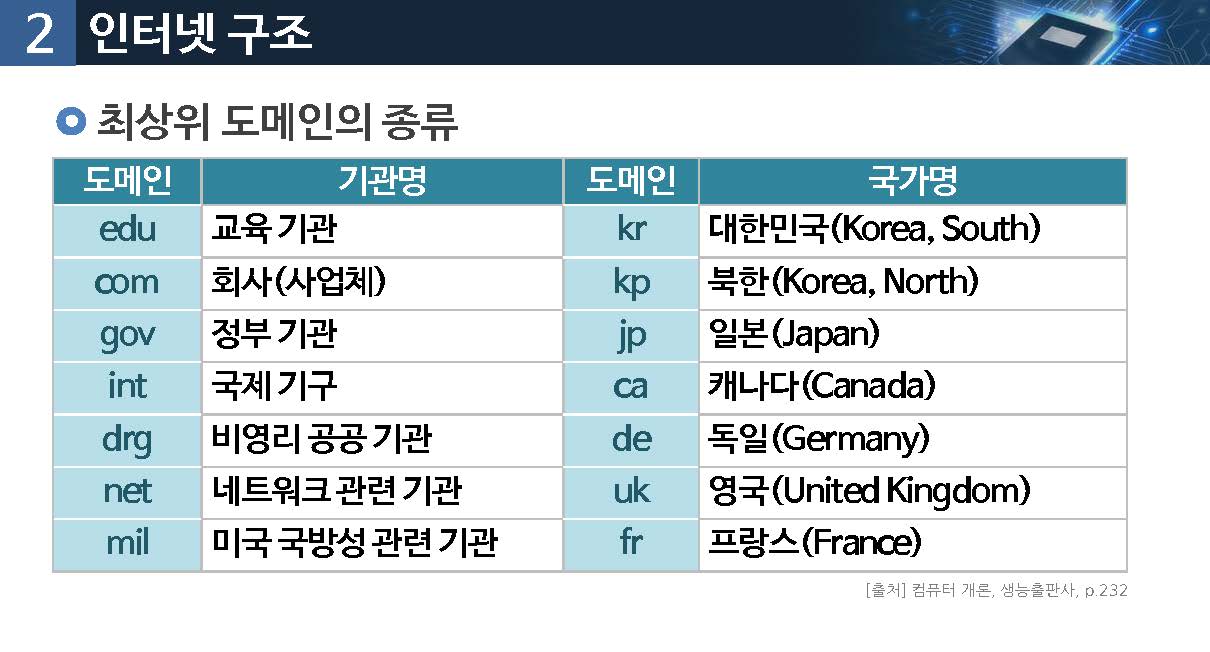 2 인터넷 구조
최상위 도메인의 종류
도메인 기관명 도메인 국가명
edu 교육 기관 kr 대한민국(Korea, South)
com 회사(사업체) kp 북한(Korea, North)
gov 정부 기관 jp 일본(Japan)
int 국제 기구 ca 캐나다(Canada)
drg 비영리 공공 기관 de 독일(Germany)
net 네트워크 관련 기관 uk 영국(United Kingdom)
mil 미국 국방성 관련 기관 fr 프랑스(France)
[출처] 컴퓨터 개론, 생능출판사, p.232